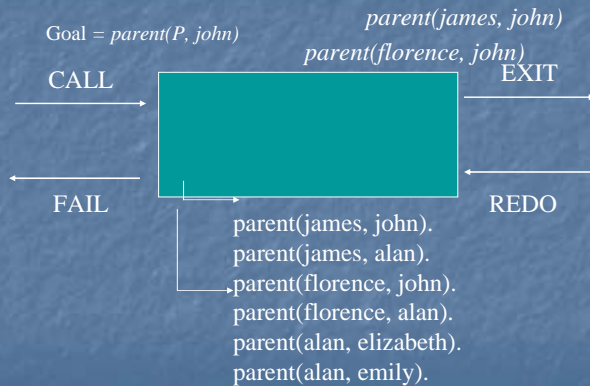 parent(james, john)
Goal = parent(P, john)
parent(florence, john)
CALL
EXIT
FAIL
REDO
parent(james, john).
parent(james, alan).
parent(florence, john).
parent(florence, alan).
parent(alan, elizabeth).
parent(alan, emily).